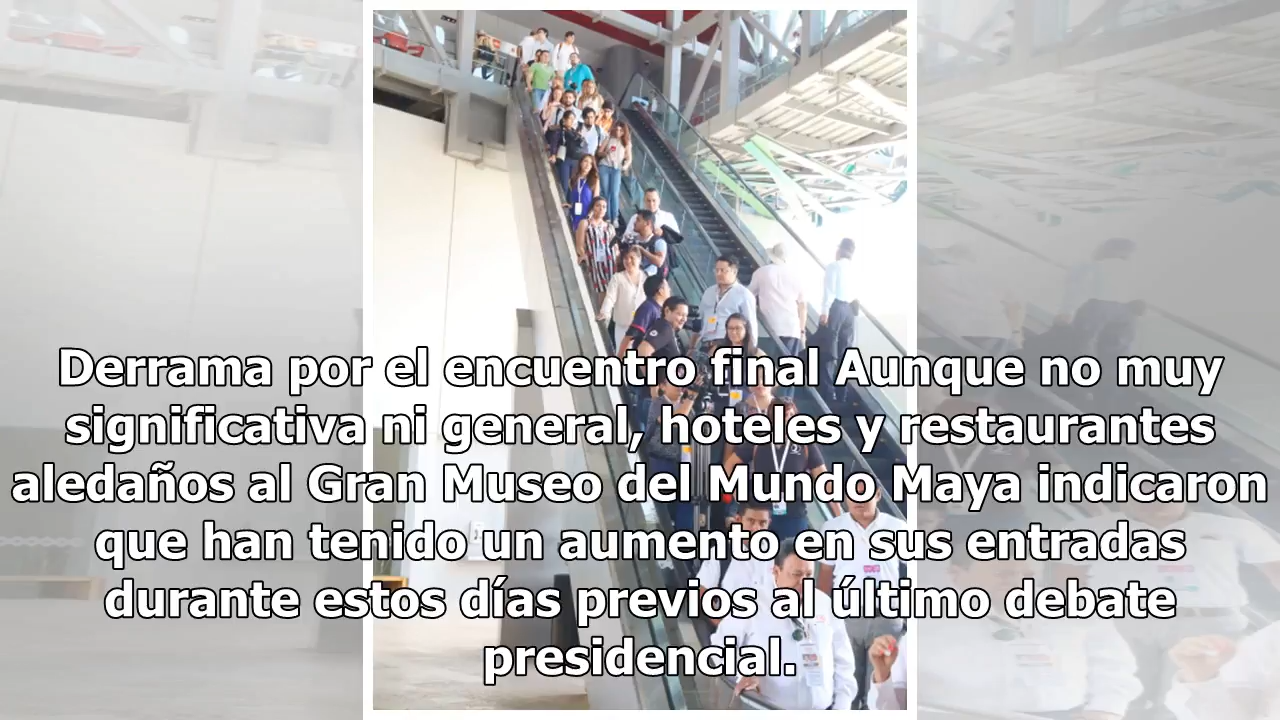 Derrama por el encuentro final Aunque no muy
significativa ni general, hoteles y restaurantes
aledaños al Gran Museo del Mundo Maya indicaron
que han tenido un aumento en sus entradas
durante estos días previos al último debate
presidencial.